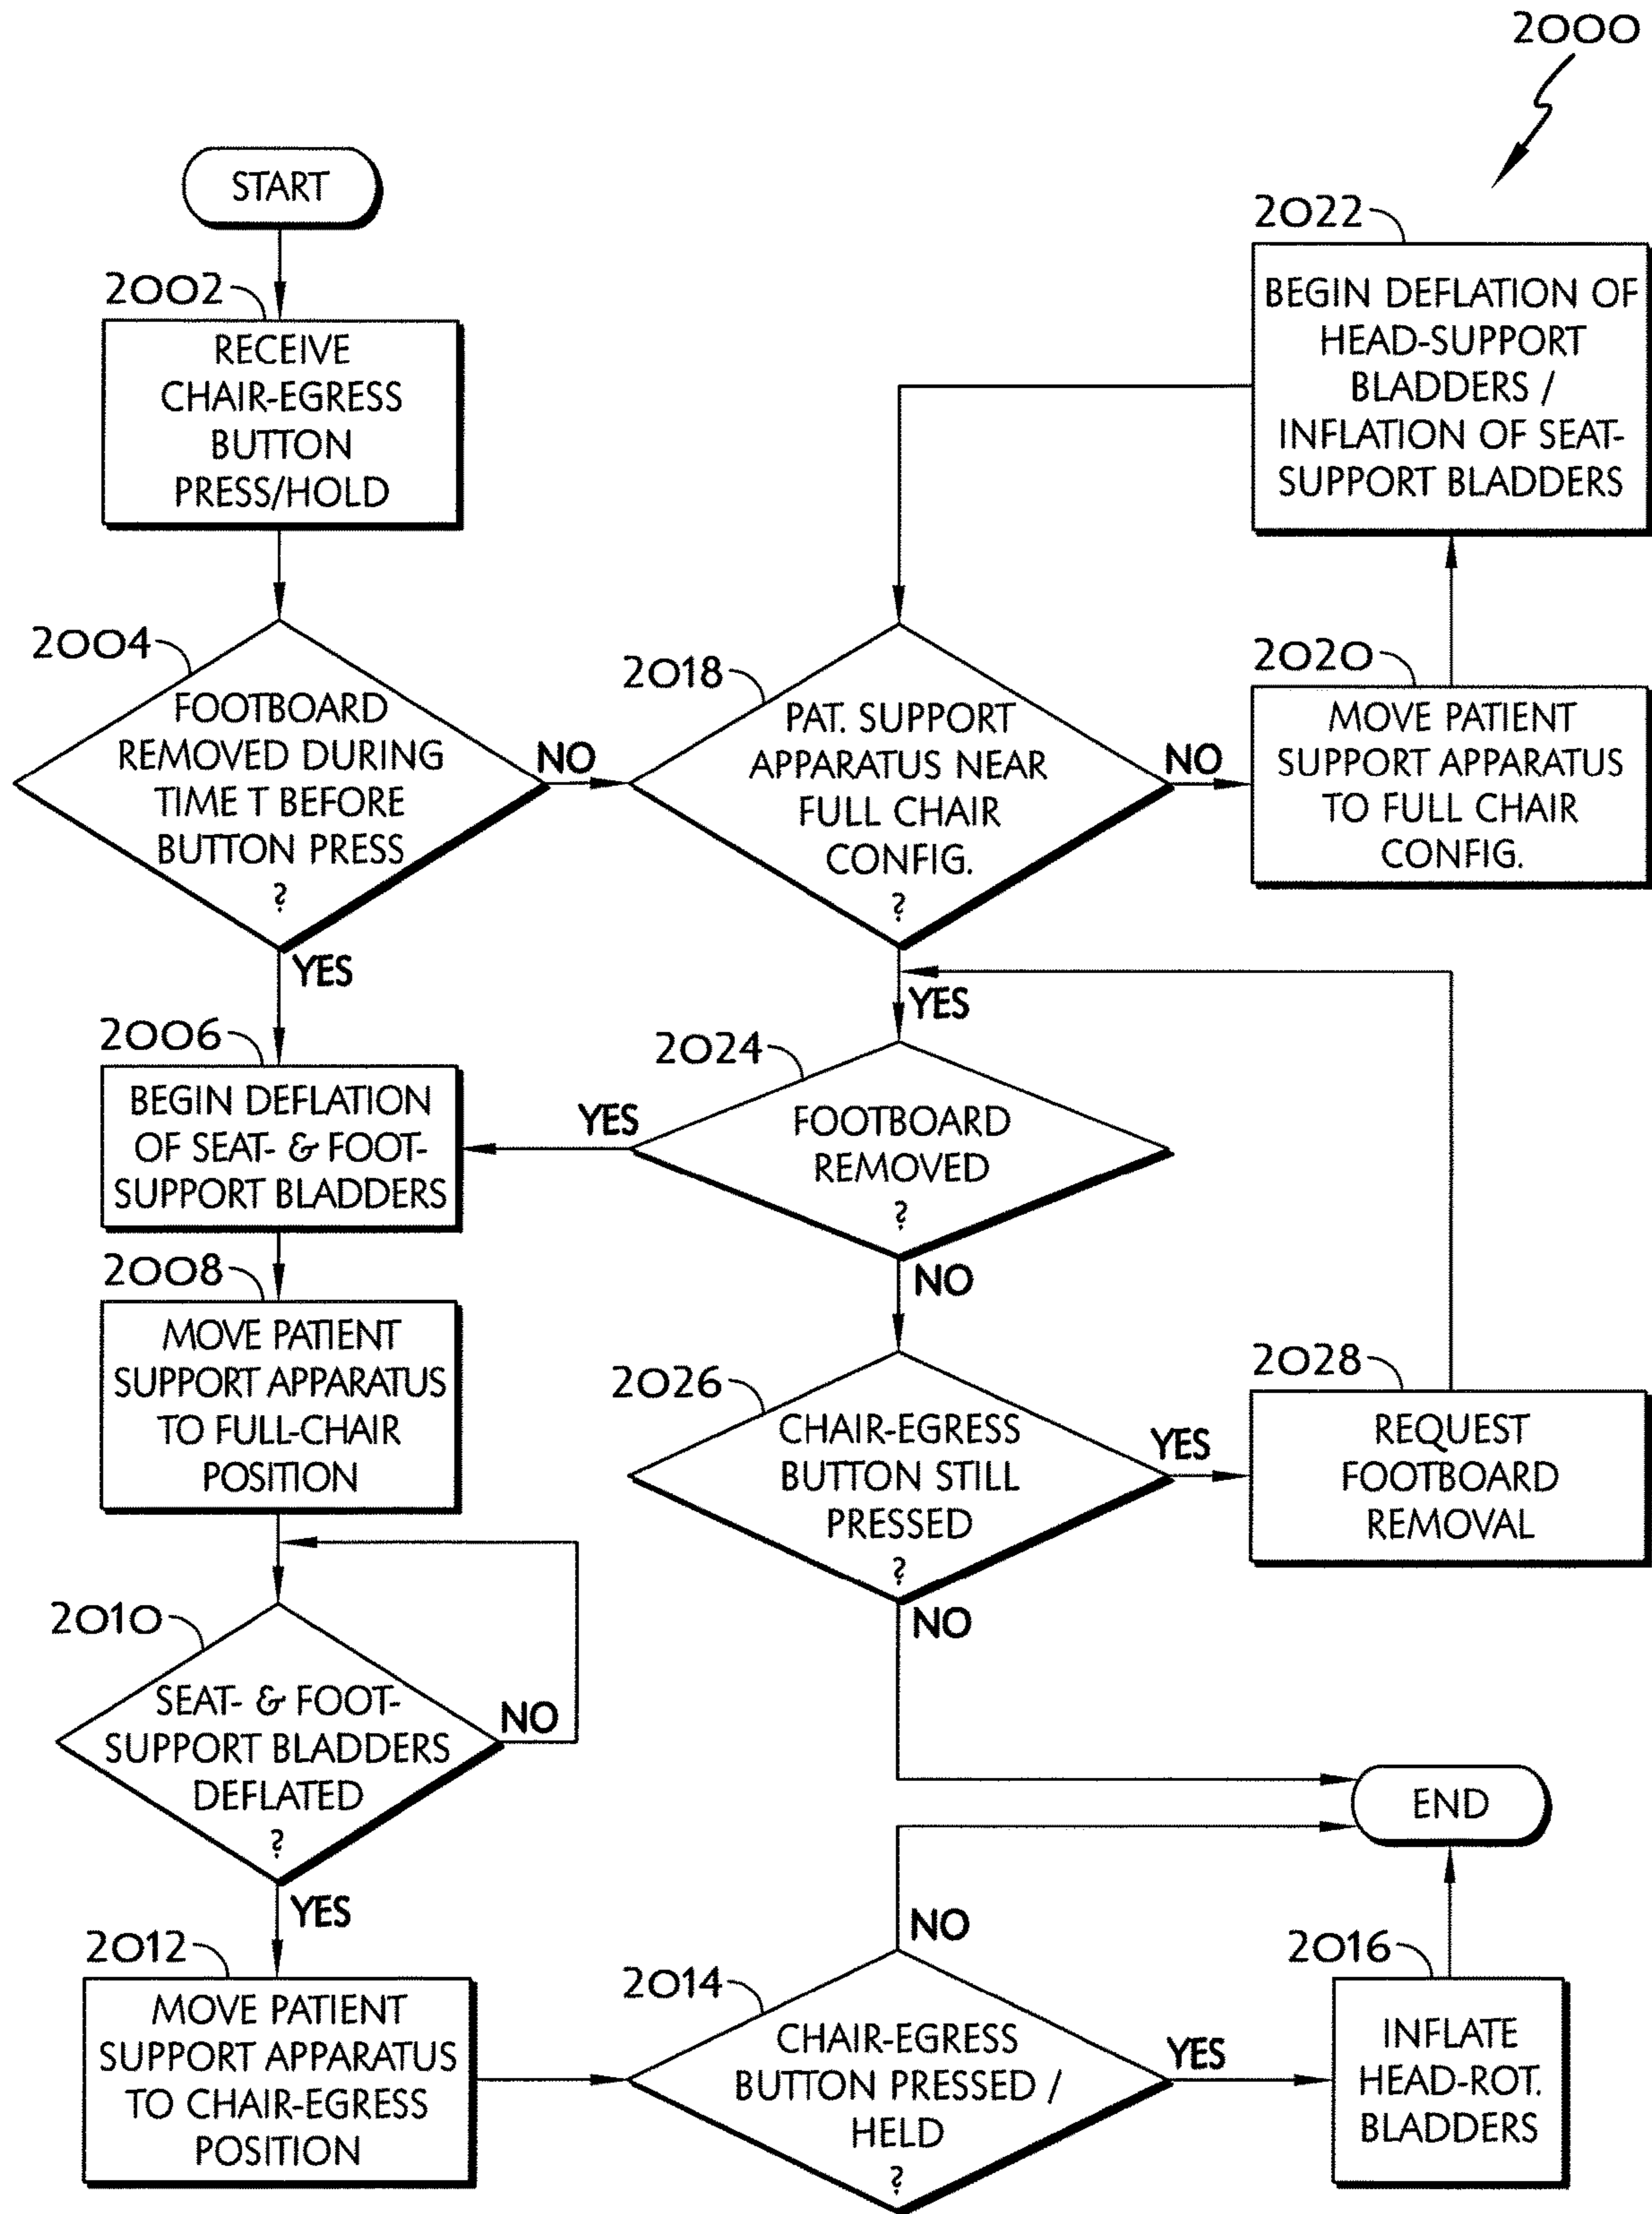 2000
START
2002
RECEIVE
CHAIR-EGRESS
BUTTON
PRESS/HOLD
2022
BEGIN DEFLATION OF
HEAD-SUPPORT
BLADDERS /
INFLATION OF SEAT-
SUPPORT BLADDERS
2004
FOOTBOARD
REMOVED DURING
TIME T BEFORE
BUTTON PRESS
?
NO
YES
2018
PAT. SUPPORT
APPARATUS NEAR
FULL CHAIR
CONFIG.
?
NO
YES
2020
MOVE PATIENT
SUPPORT APPARATUS
TO FULL CHAIR
CONFIG.
2006
BEGIN DEFLATION
OF SEAT- & FOOT-
SUPPORT BLADDERS
2024
FOOTBOARD
REMOVED
?
YES
NO
2008
MOVE PATIENT
SUPPORT APPARATUS
TO FULL-CHAIR
POSITION
2026
CHAIR-EGRESS
BUTTON STILL
PRESSED
?
YES
NO
2028
REQUEST
FOOTBOARD
REMOVAL
2010
SEAT- & FOOT-
SUPPORT BLADDERS
DEFLATED
?
NO
YES
END
2012
MOVE PATIENT
SUPPORT APPARATUS
TO CHAIR-EGRESS
POSITION
2014
CHAIR-EGRESS
BUTTON PRESSED /
HELD
?
NO
YES
2016
INFLATE
HEAD-ROT.
BLADDERS